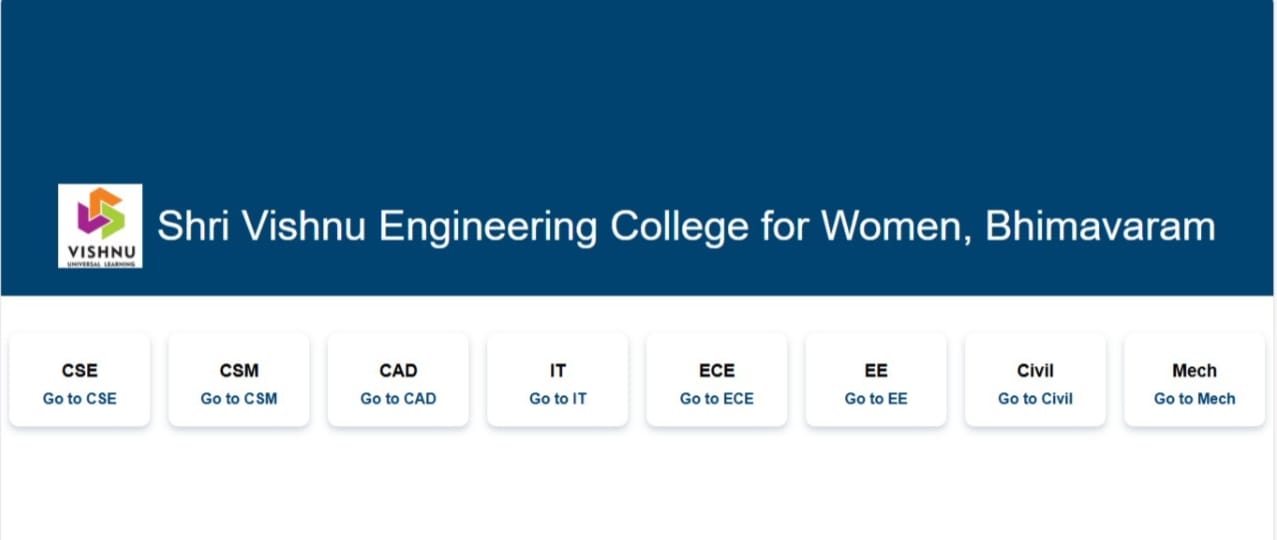 VISHNU
UNIVERSAL LEARNING
Shri Vishnu Engineering College for Women, Bhimavaram
CSE
Go to CSE
CSM
Go to CSM
CAD
Go to CAD
IT
Go to IT
ECE
Go to ECE
EE
Go to EE
Civil
Go to Civil
Mech
Go to Mech